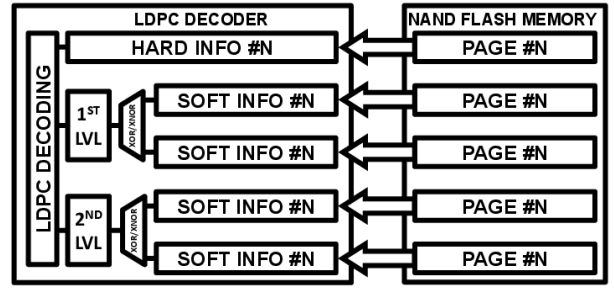 LDPC DECODER
NAND FLASH MEMORY
LDPC DECODING
HARD INFO #N
PAGE #N
1ST
LVL
XOR/XNOR
SOFT INFO #N
PAGE #N
SOFT INFO #N
PAGE #N
2ND
LVL
XOR/XNOR
SOFT INFO #N
PAGE #N
SOFT INFO #N
PAGE #N